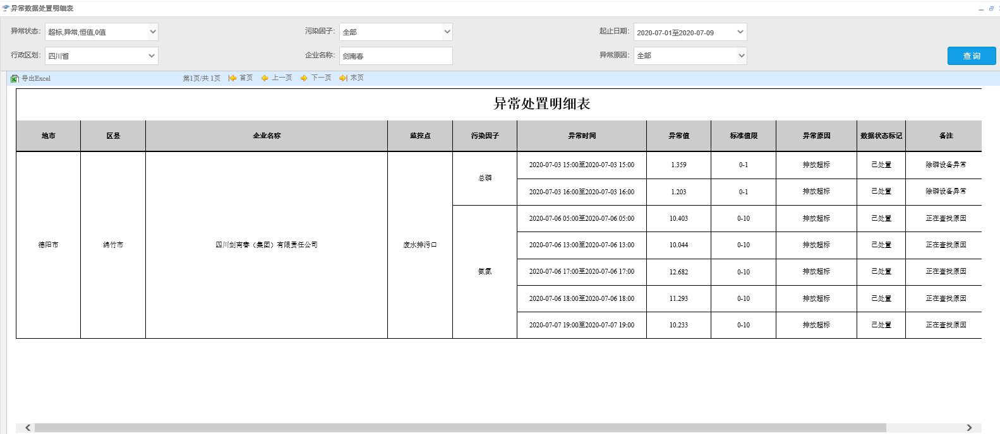 异常数据处置明细表
异常状态: 超标,异常,恒值,0值 污染因子: 全部 起止日期: 2020-07-01至2020-07-09
行政区划: 四川省 企业名称: 剑南春 异常原因: 全部 查 询
导出Excel 第1页/共 1页 首页 上一页 下一页 末页
异常处置明细表
地市 区县 企业名称 监控点 污染因子 异常时间 异常值 标准值限 异常原因 数据状态标记 备注
德阳市 绵竹市 四川剑南春（集团）有限责任公司 废水排污口
总磷
2020-07-03 15:00至2020-07-03 15:00 1.359 0-1 排放超标 已处置 除磷设备异常
2020-07-03 16:00至2020-07-03 16:00 1.203 0-1 排放超标 已处置 除磷设备异常
氨氮
2020-07-06 05:00至2020-07-06 05:00 10.403 0-10 排放超标 已处置 正在查找原因
2020-07-06 13:00至2020-07-06 13:00 10.044 0-10 排放超标 已处置 正在查找原因
2020-07-06 17:00至2020-07-06 17:00 12.682 0-10 排放超标 已处置 正在查找原因
2020-07-06 18:00至2020-07-06 18:00 11.293 0-10 排放超标 已处置 正在查找原因
2020-07-07 19:00至2020-07-07 19:00 10.233 0-10 排放超标 已处置 正在查找原因